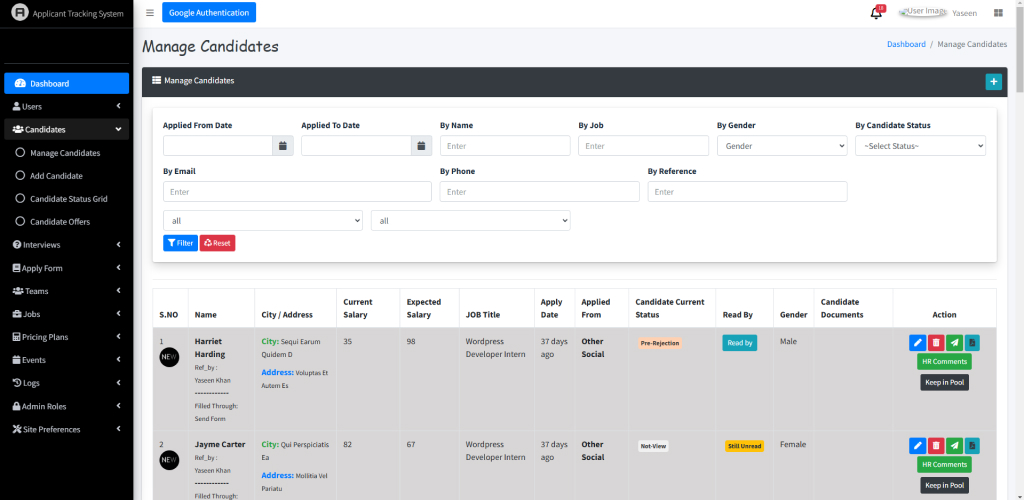 Applicant Tracking System
Google Authentication
18
User Imag
Yaseen
Manage Candidates
Dashboard / Manage Candidates
Dashboard
Users
Candidates
Manage Candidates
Add Candidate
Candidate Status Grid
Candidate Offers
Interviews
Apply Form
Teams
Jobs
Pricing Plans
Events
Logs
Admin Roles
Site Preferences
Manage Candidates
Applied From Date
Applied To Date
By Name
Enter
By Job
Enter
By Gender
Gender
By Candidate Status
~Select Status~
By Email
Enter
By Phone
Enter
By Reference
Enter
all
all
Filter
Reset
S.NO
Name
City / Address
Current
Salary
Expected
Salary
JOB Title
Apply
Date
Applied
From
Candidate Current
Status
Read By
Gender
Candidate
Documents
Action
1
NEW
Harriet
Harding
Ref_by :
Yaseen Khan
------------
Filled Through:
Send Form
City: Sequi Earum
Quidem D
Address: Voluptas Et
Autem Es
35
98
Wordpress
Developer Intern
37 days
ago
Other
Social
Pre-Rejection
Read by
Male
HR Comments
Keep in Pool
2
NEW
Jayme Carter
Ref_by :
Yaseen Khan
------------
Filled Through:
City: Qui Perspiciatis
Ea
Address: Mollitia Vel
Pariatu
82
67
Wordpress
Developer Intern
37 days
ago
Other
Social
Not-View
Still Unread
Female
HR Comments
Keep in Pool